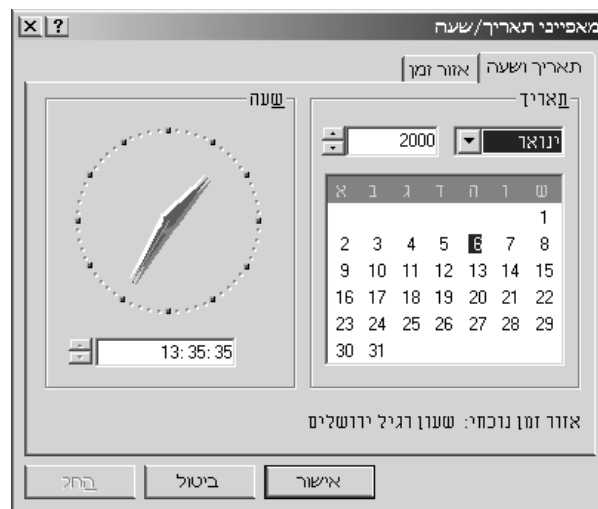 מאפייני תאריך/שעה
תאריך ושעה
אזור זמן
תאריך
ינואר
2000
א ב ג ד ה ו ש
1
2 3 4 5 6 7 8
9 10 11 12 13 14 15
16 17 18 19 20 21 22
23 24 25 26 27 28 29
30 31
שעה
13:35:35
אזור זמן נוכחי: שעון רגיל ירושלים
אישור
ביטול
החל